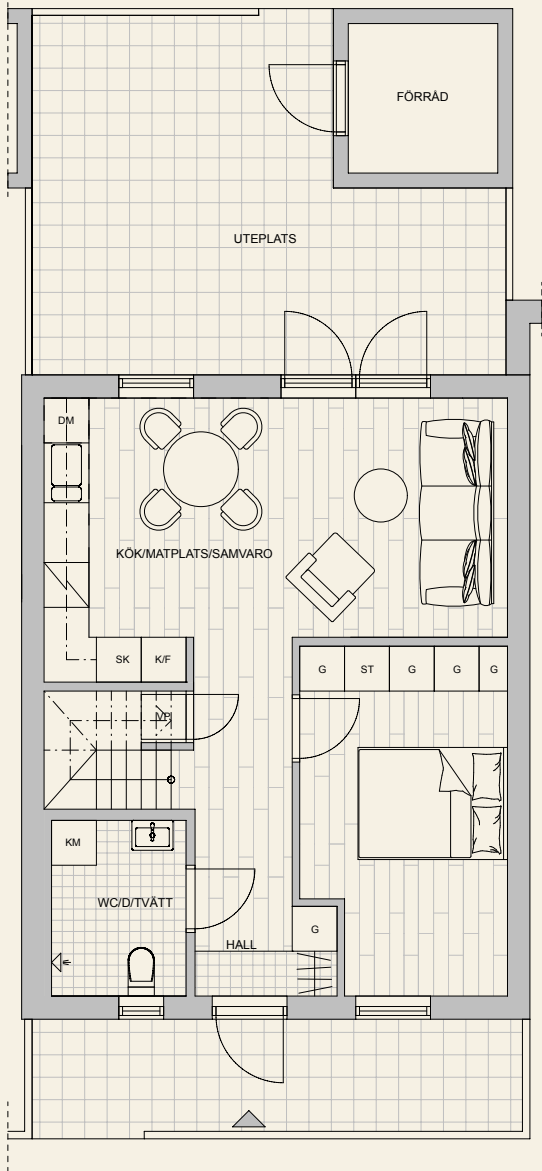 FÖRRÅD
UTEPLATS
DM
KÖK/MATPLATS/SAMVARO
SK K/F
G ST G G G
VP
KM
WC/D/TVÄTT
G
HALL